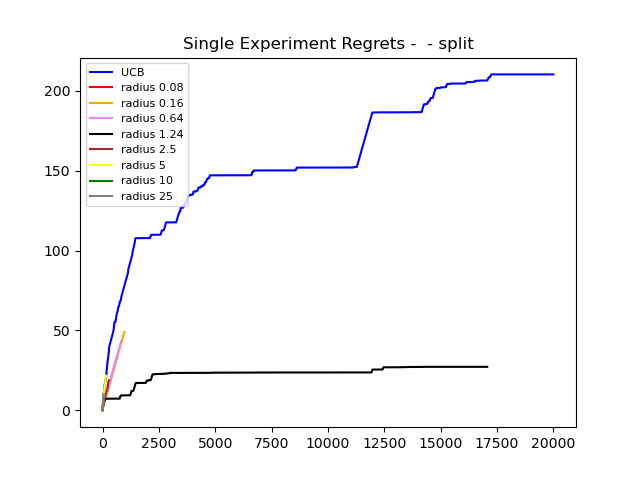 Single Experiment Regrets -  - split
UCB
radius 0.08
radius 0.16
radius 0.64
radius 1.24
radius 2.5
radius 5
radius 10
radius 25
200
150
100
50
0
0 2500 5000 7500 10000 12500 15000 17500 20000